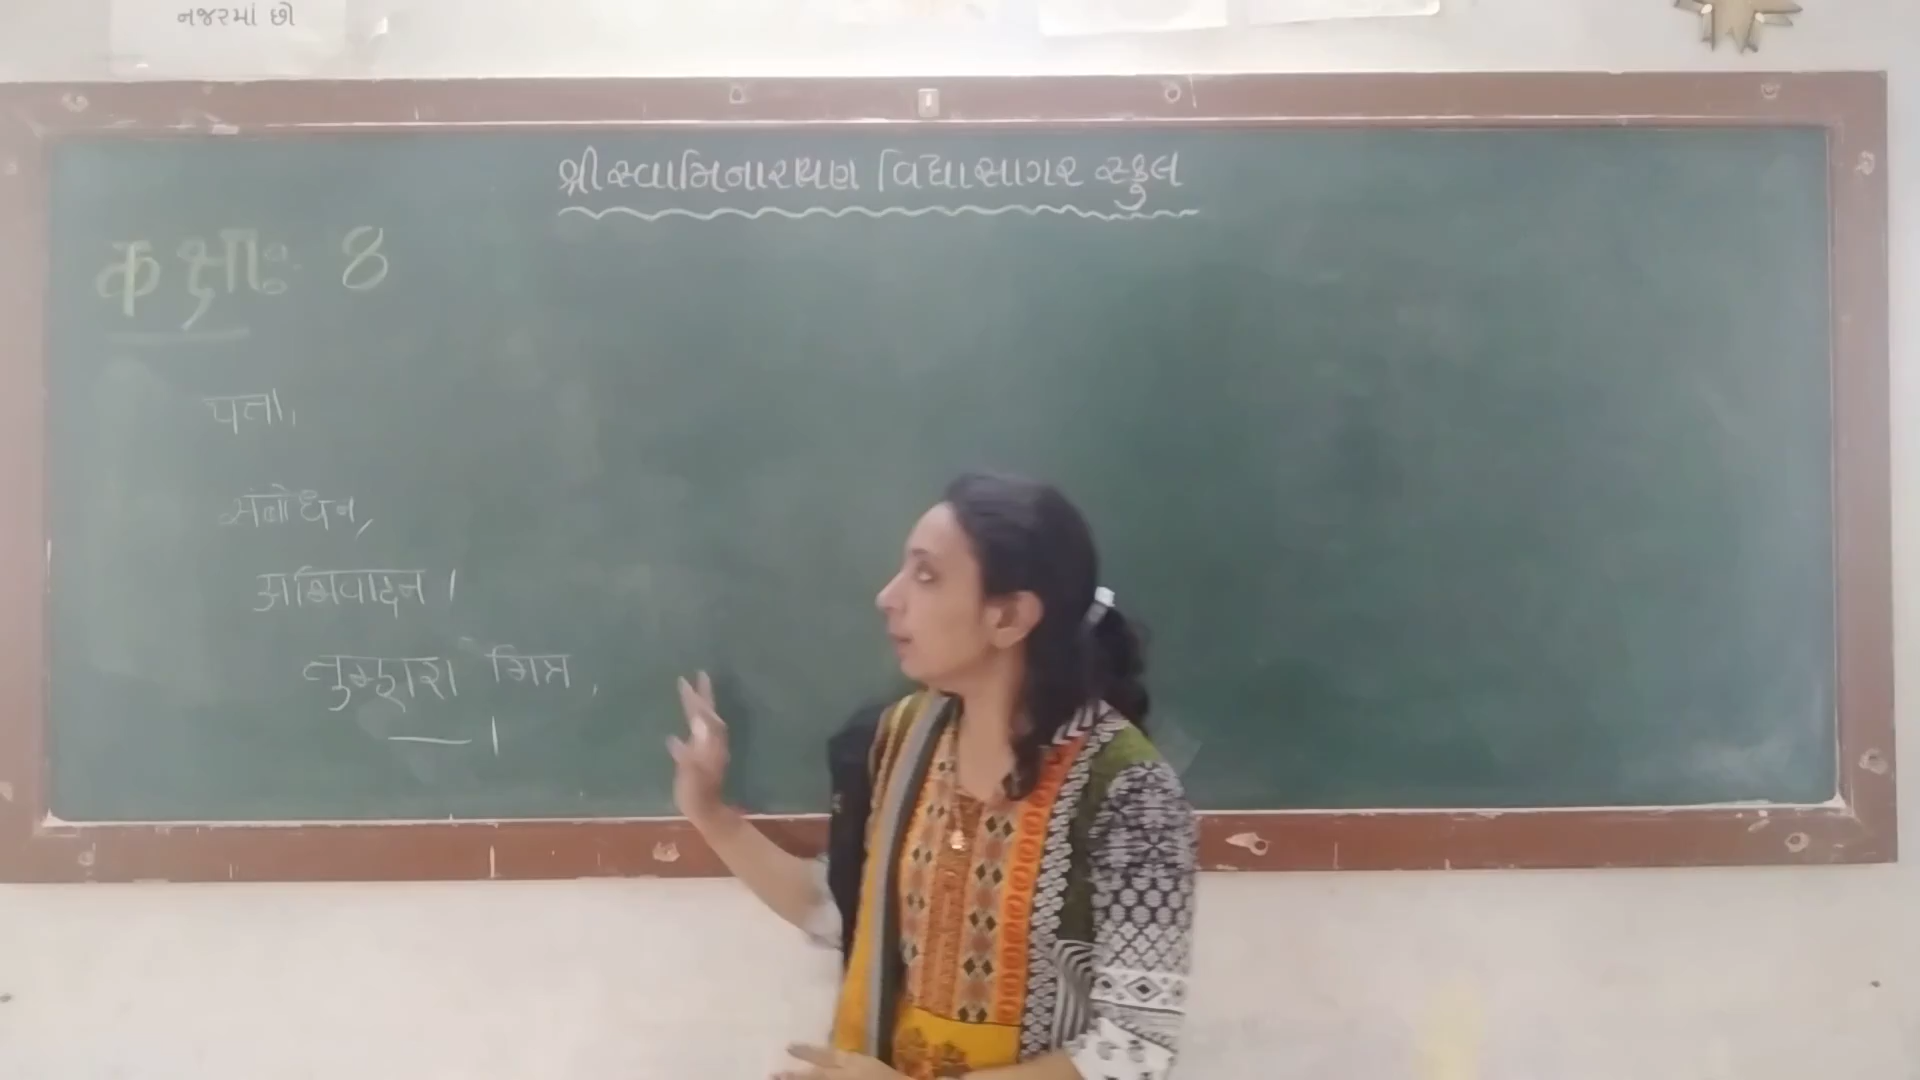 નજરમાં છો
શ્રી સ્વામિનારાયણ વિદ્યાસાગર સ્કુલ
कक्षा: 8
पता,
संबोधन,
अभिवादन।
तुम्हारा मित्र,
—।